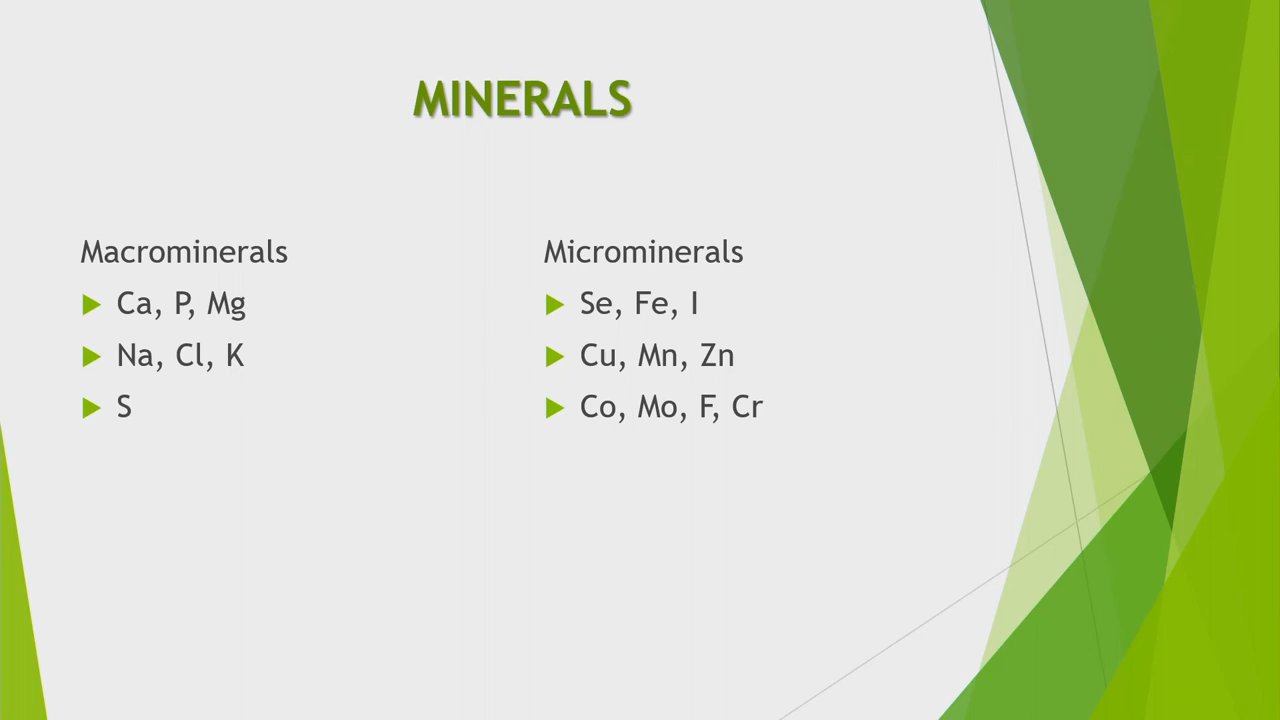 MINERALS
Macrominerals
Ca, P, Mg
Na, Cl, K
S
Microminerals
Se, Fe, I
Cu, Mn, Zn
Co, Mo, F, Cr